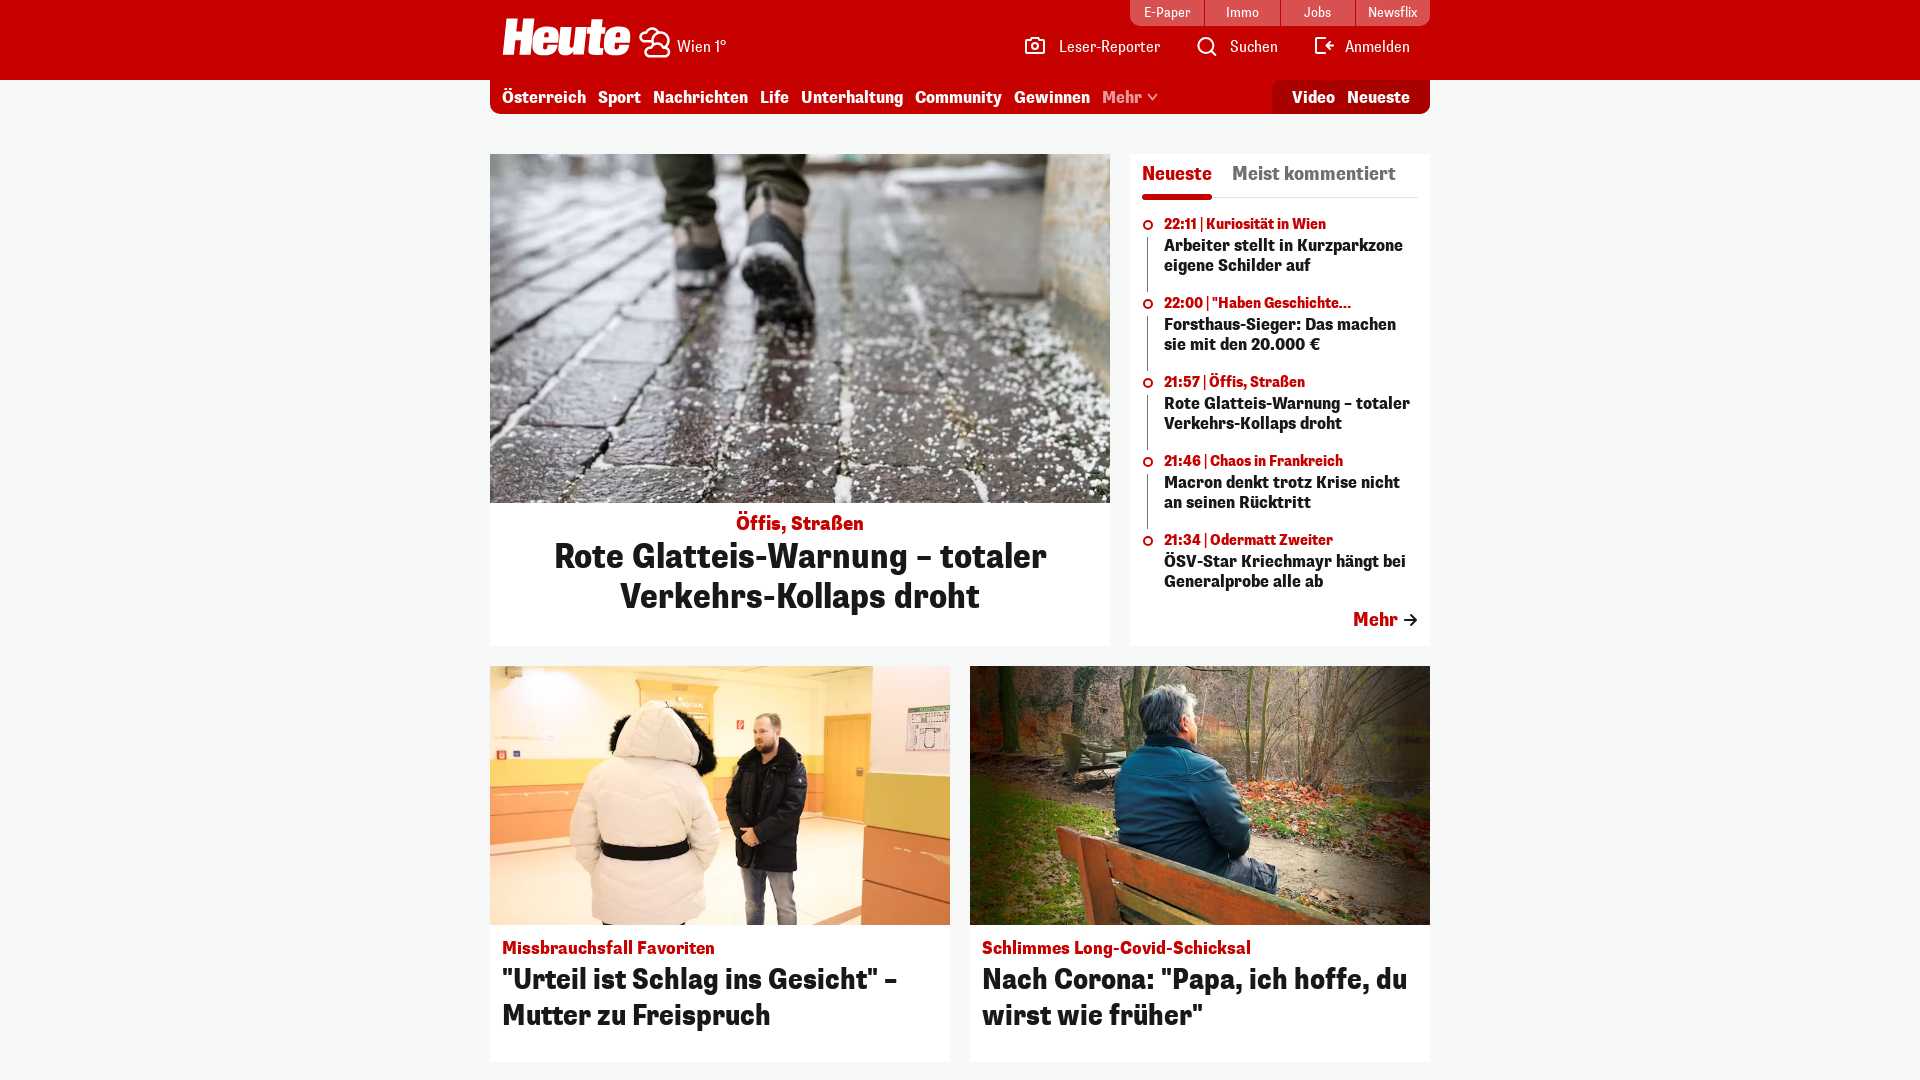 E-Paper
Immo
Jobs
Newsflix
Heute
Wien 1°
Leser-Reporter
Suchen
Anmelden
Österreich
Sport
Nachrichten
Life
Unterhaltung
Community
Gewinnen
Mehr
Video
Neueste
Öffis, Straßen
Rote Glatteis-Warnung – totaler
Verkehrs-Kollaps droht
Neueste
Meist kommentiert
22:11 | Kuriosität in Wien
Arbeiter stellt in Kurzparkzone
eigene Schilder auf
22:00 | "Haben Geschichte...
Forsthaus-Sieger: Das machen
sie mit den 20.000 €
21:57 | Öffis, Straßen
Rote Glatteis-Warnung – totaler
Verkehrs-Kollaps droht
21:46 | Chaos in Frankreich
Macron denkt trotz Krise nicht
an seinen Rücktritt
21:34 | Odermatt Zweiter
ÖSV-Star Kriechmayr hängt bei
Generalprobe alle ab
Mehr
Missbrauchsfall Favoriten
"Urteil ist Schlag ins Gesicht" –
Mutter zu Freispruch
Schlimmes Long-Covid-Schicksal
Nach Corona: "Papa, ich hoffe, du
wirst wie früher"